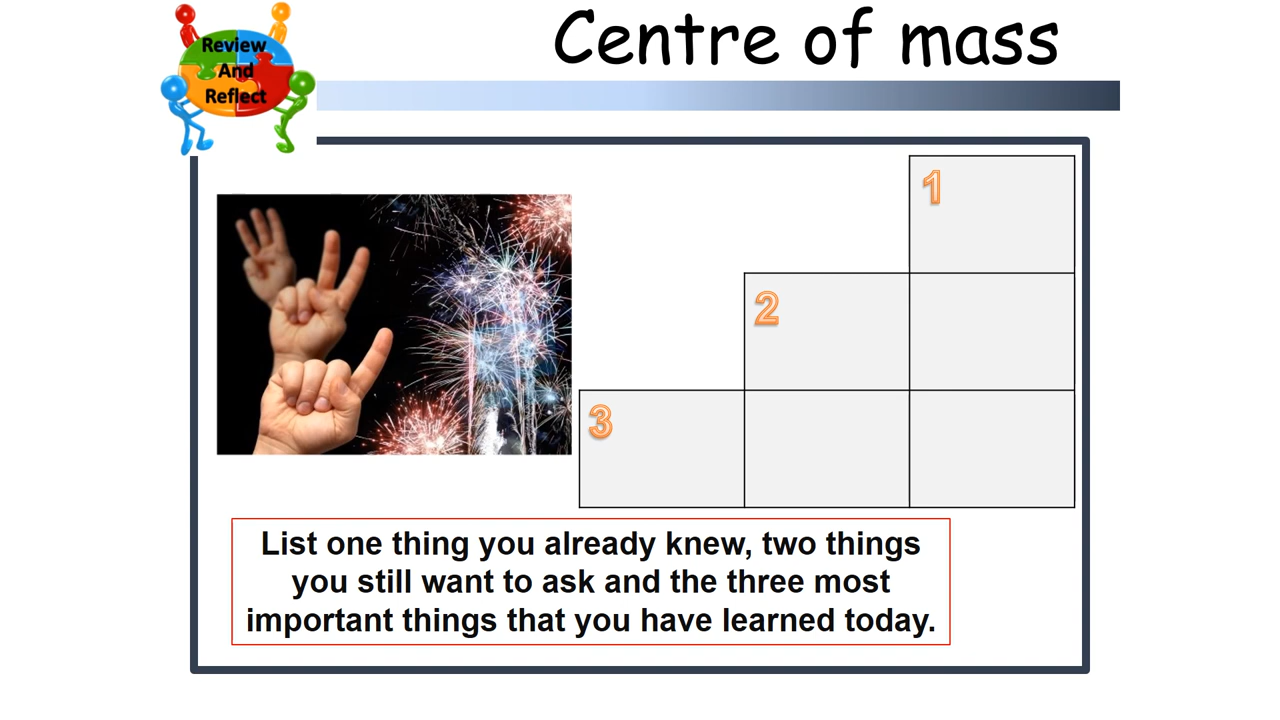 Review
And
Reflect
Centre of mass
1
2
3
List one thing you already knew, two things
you still want to ask and the three most
important things that you have learned today.